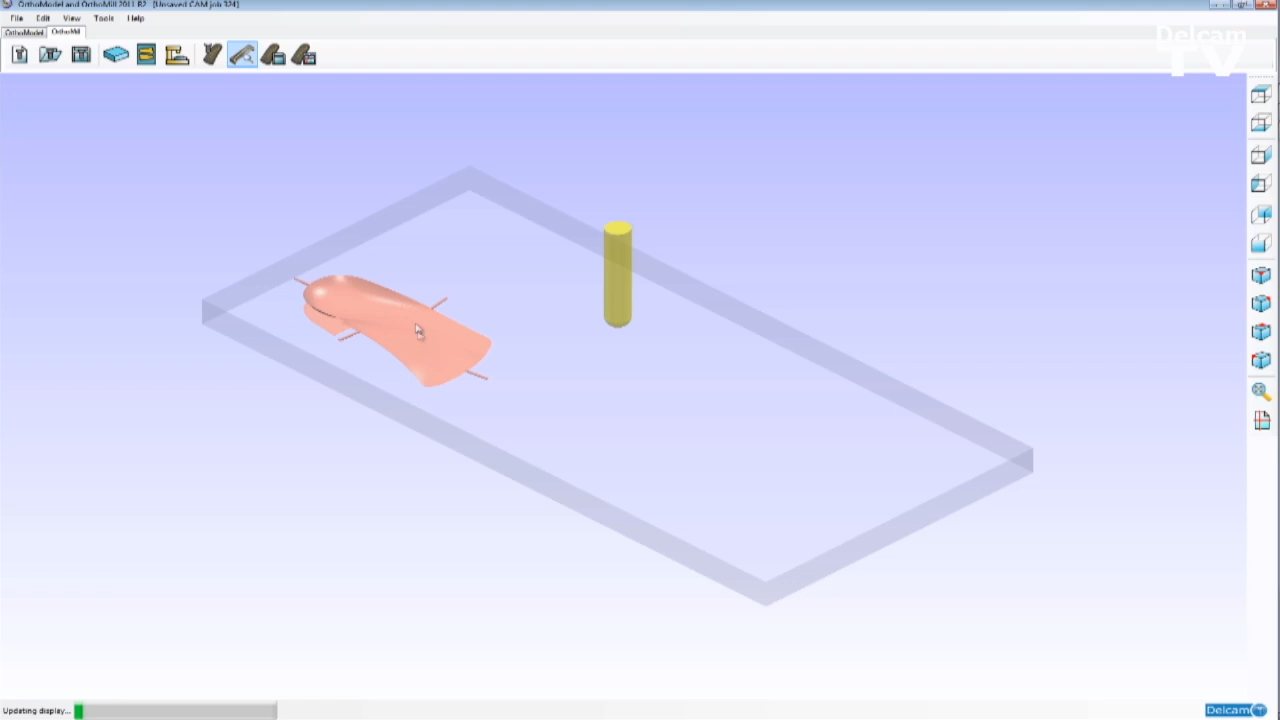 OrthoModel and OrthoMill 2011 R2 [Unsaved CAM job 324]
File Edit View Tools Help
OrthoModel OrthoMill
Delcam
TV
Updating display...
Delcam